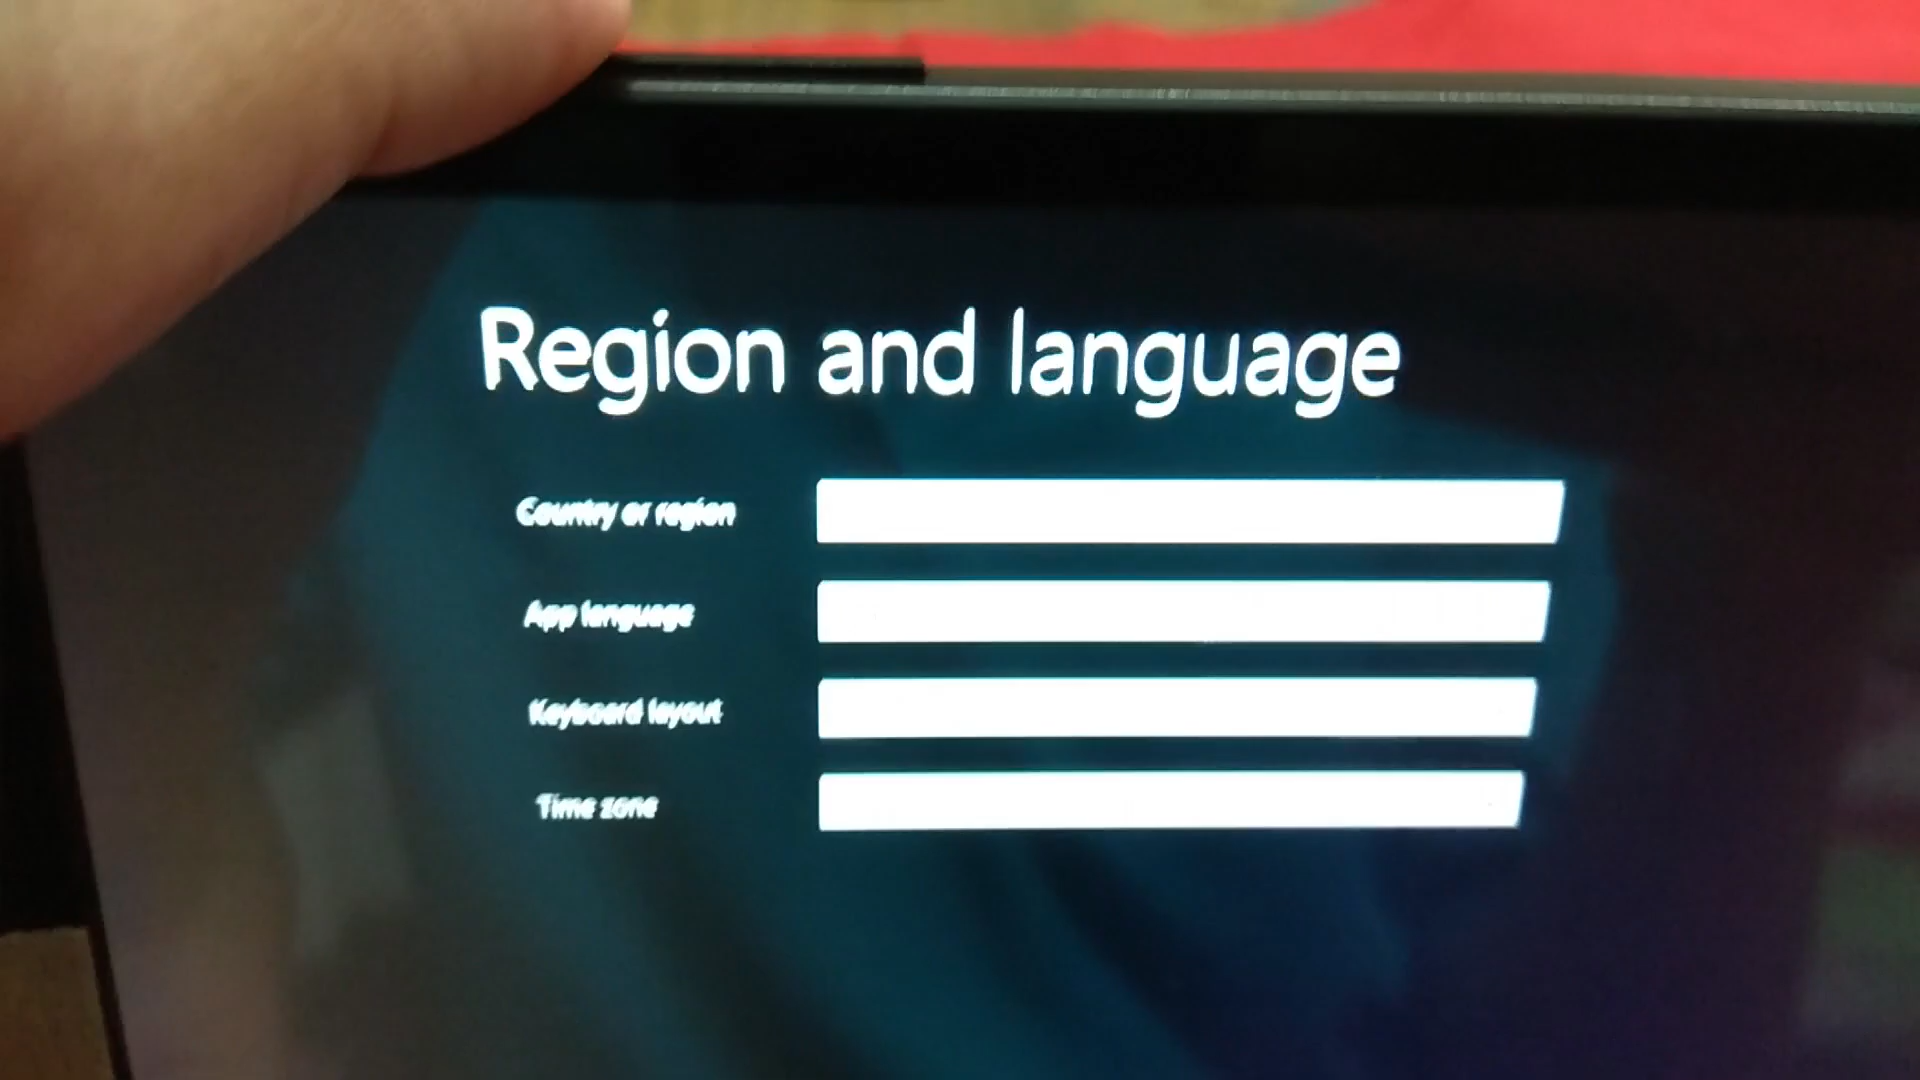 Region and language
Country or region
App language
Keyboard layout
Time zone